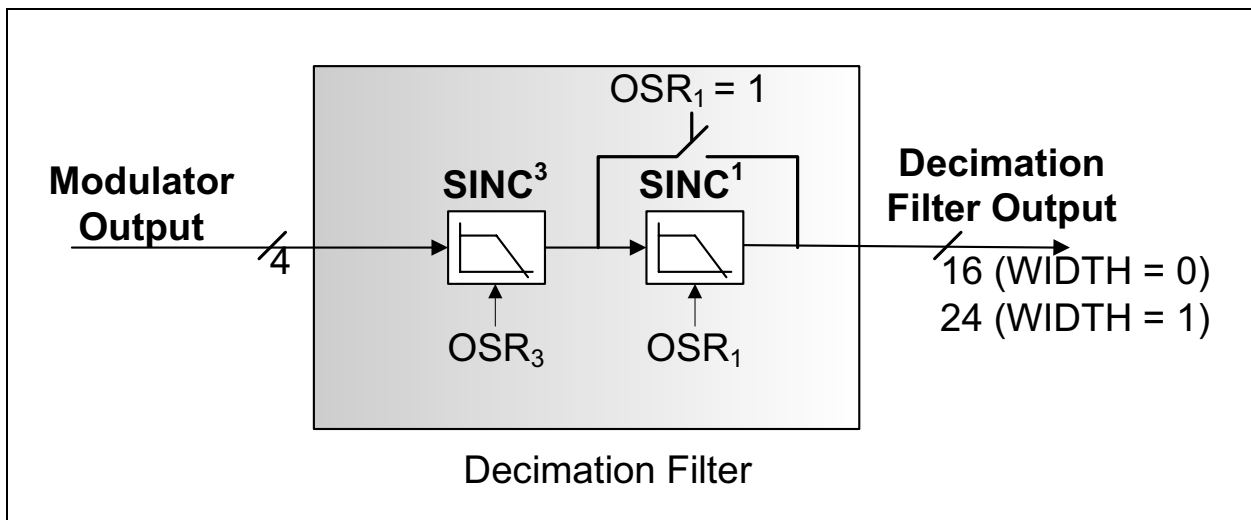 OSR₁ = 1
Modulator
Output
4
SINC³
SINC¹
OSR₃
OSR₁
Decimation
Filter Output
16 (WIDTH = 0)
24 (WIDTH = 1)
Decimation Filter